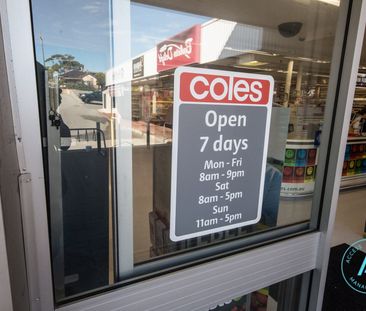 coles
Open
7 days
Mon - Fri
8am - 9pm
Sat
8am - 5pm
Sun
11am - 5pm